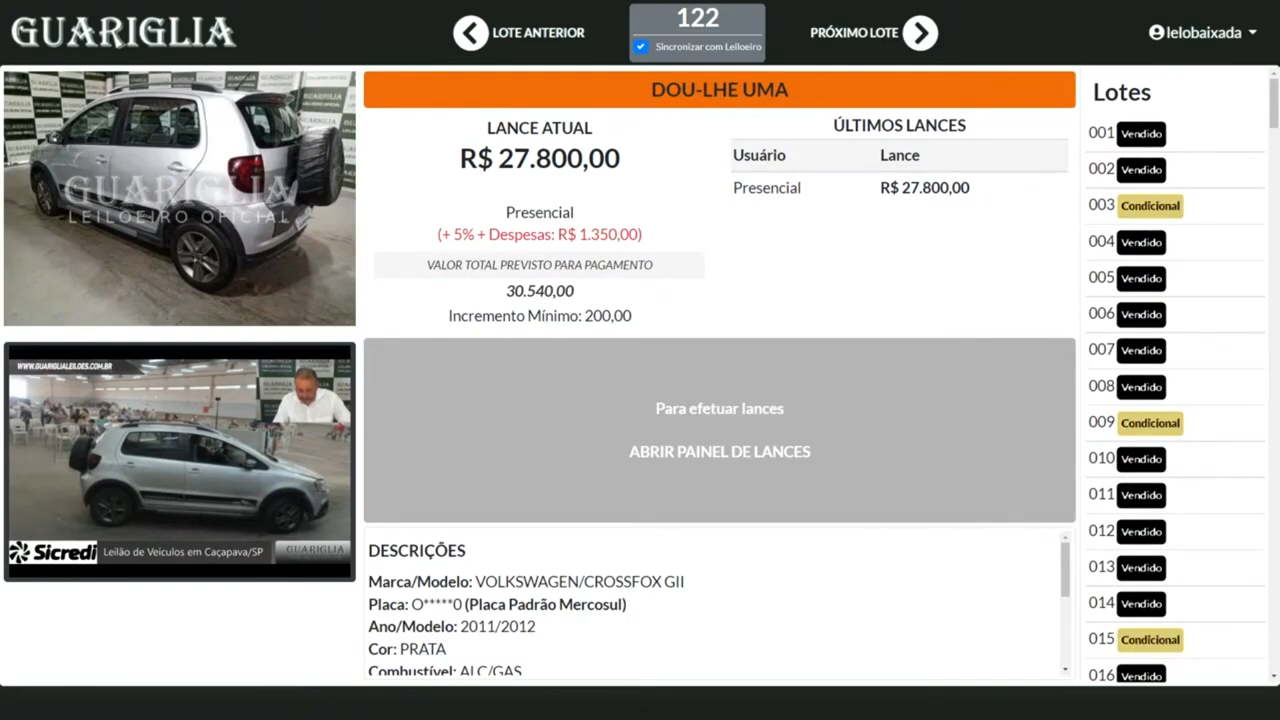 GUARIGLIA
LOTE ANTERIOR
122
Sincronizar com Leiloeiro
PRÓXIMO LOTE
lelobaixada
GUARIGLIA
LEILOEIRO OFICIAL
DOU-LHE UMA
LANCE ATUAL
R$ 27.800,00
Presencial
(+ 5% + Despesas: R$ 1.350,00)
VALOR TOTAL PREVISTO PARA PAGAMENTO
30.540,00
Incremento Mínimo: 200,00
ÚLTIMOS LANCES
Usuário Lance
Presencial R$ 27.800,00
Para efetuar lances
ABRIR PAINEL DE LANCES
WWW.GUARIGLIALEILOES.COM.BR
GUARIGLIA
Sicredi
Leilão de Veículos em Caçapava/SP
GUARIGLIA
DESCRIÇÕES
Marca/Modelo: VOLKSWAGEN/CROSSFOX GII
Placa: O*****0 (Placa Padrão Mercosul)
Ano/Modelo: 2011/2012
Cor: PRATA
Combustível: ALC/GAS
Lotes
001 Vendido
002 Vendido
003 Condicional
004 Vendido
005 Vendido
006 Vendido
007 Vendido
008 Vendido
009 Condicional
010 Vendido
011 Vendido
012 Vendido
013 Vendido
014 Vendido
015 Condicional
016 Vendido